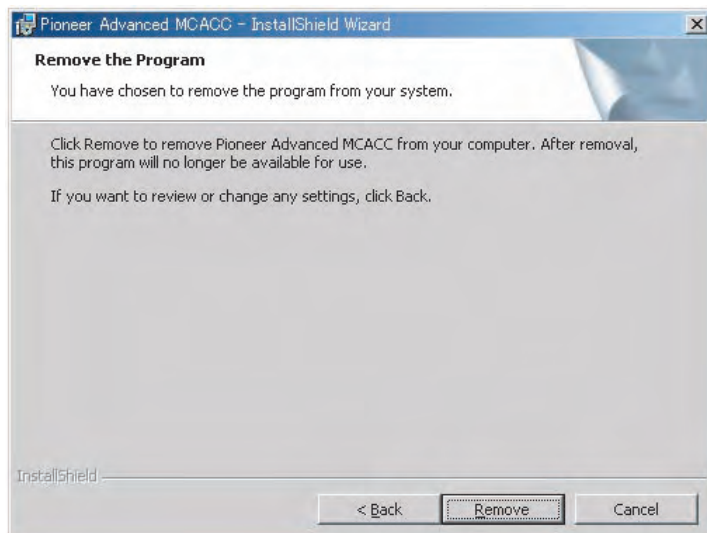 Pioneer Advanced MCACC - InstallShield Wizard
Remove the Program
You have chosen to remove the program from your system.
Click Remove to remove Pioneer Advanced MCACC from your computer. After removal,
this program will no longer be available for use.
If you want to review or change any settings, click Back.
InstallShield
< Back
Remove
Cancel